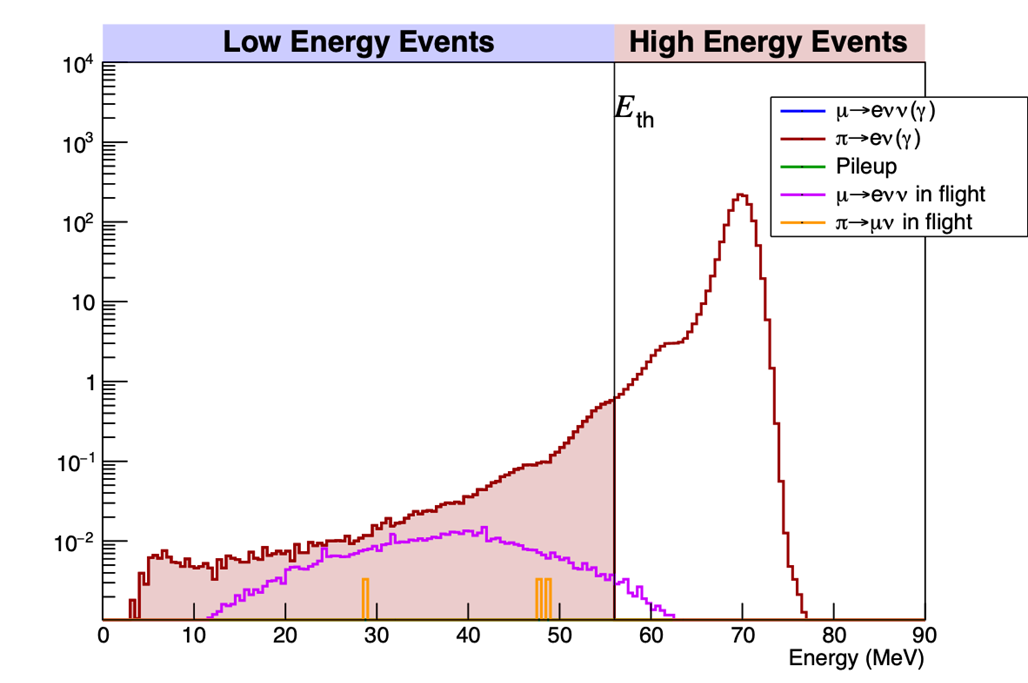 Low Energy Events High Energy Events
10⁴
E_th
μ→eνν(γ)
10³
π→eν(γ)
Pileup
μ→eνν in flight
10²
π→μν in flight
10
1
10⁻¹
10⁻²
0 10 20 30 40 50 60 70 80 90
Energy (MeV)